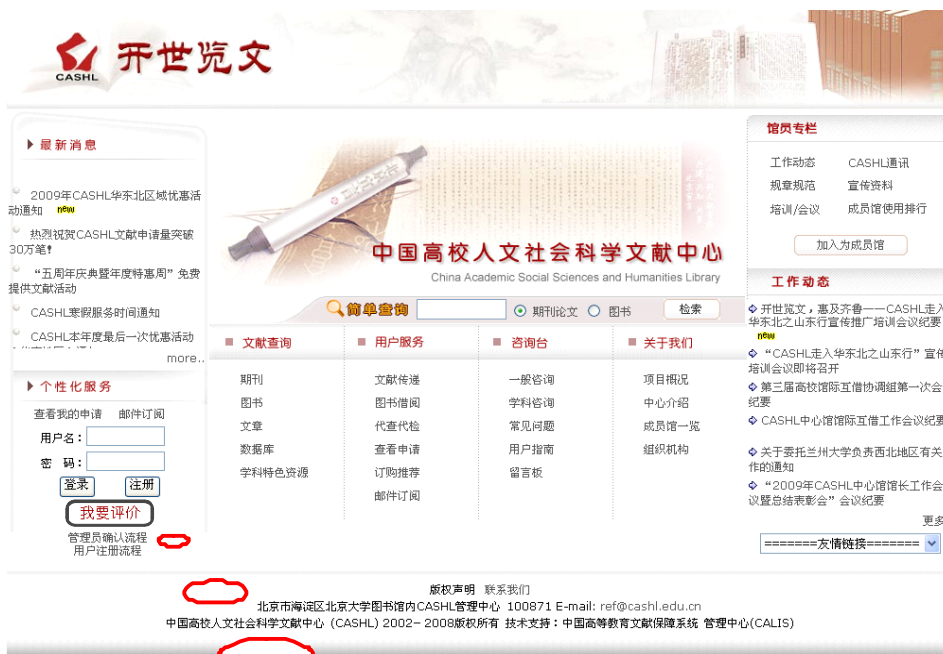 CASHL 开世览文
最新消息
2009年CASHL华东北区域优惠活
动通知 new
热烈祝贺CASHL文献申请量突破
30万笔!
“五周年庆典暨年度特惠周”免费
提供文献活动
CASHL寒假服务时间通知
CASHL本年度最后一次优惠活动
more..
个性化服务
查看我的申请 邮件订阅
用户名:
密 码:
登录 注册
我要评价
管理员确认流程
用户注册流程
中国高校人文社会科学文献中心
China Academic Social Sciences and Humanities Library
简单查询 期刊论文 图书 检索
文献查询
期刊
图书
文章
数据库
学科特色资源
用户服务
文献传递
图书借阅
代查代检
查看申请
订购推荐
邮件订阅
咨询台
一般咨询
学科咨询
常见问题
用户指南
留言板
关于我们
项目概况
中心介绍
成员馆一览
组织机构
馆员专栏
工作动态 CASHL通讯
规章规范 宣传资料
培训/会议 成员馆使用排行
加入为成员馆
工作动态
开世览文，惠及齐鲁——CASHL走入
华东北之山东行宣传推广培训会议纪要
new
“CASHL走入华东北之山东行”宣传
培训会议即将召开
第三届高校馆际互借协调组第一次会
纪要
CASHL中心馆馆际互借工作会议纪要
关于委托兰州大学负责西北地区有关
作的通知
“2009年CASHL中心馆馆长工作会
议暨总结表彰会”会议纪要
更多
=======友情链接=======
版权声明 联系我们
北京市海淀区北京大学图书馆内CASHL管理中心 100871 E-mail: ref@cashl.edu.cn
中国高校人文社会科学文献中心（CASHL）2002－2008版权所有 技术支持：中国高等教育文献保障系统 管理中心(CALIS)